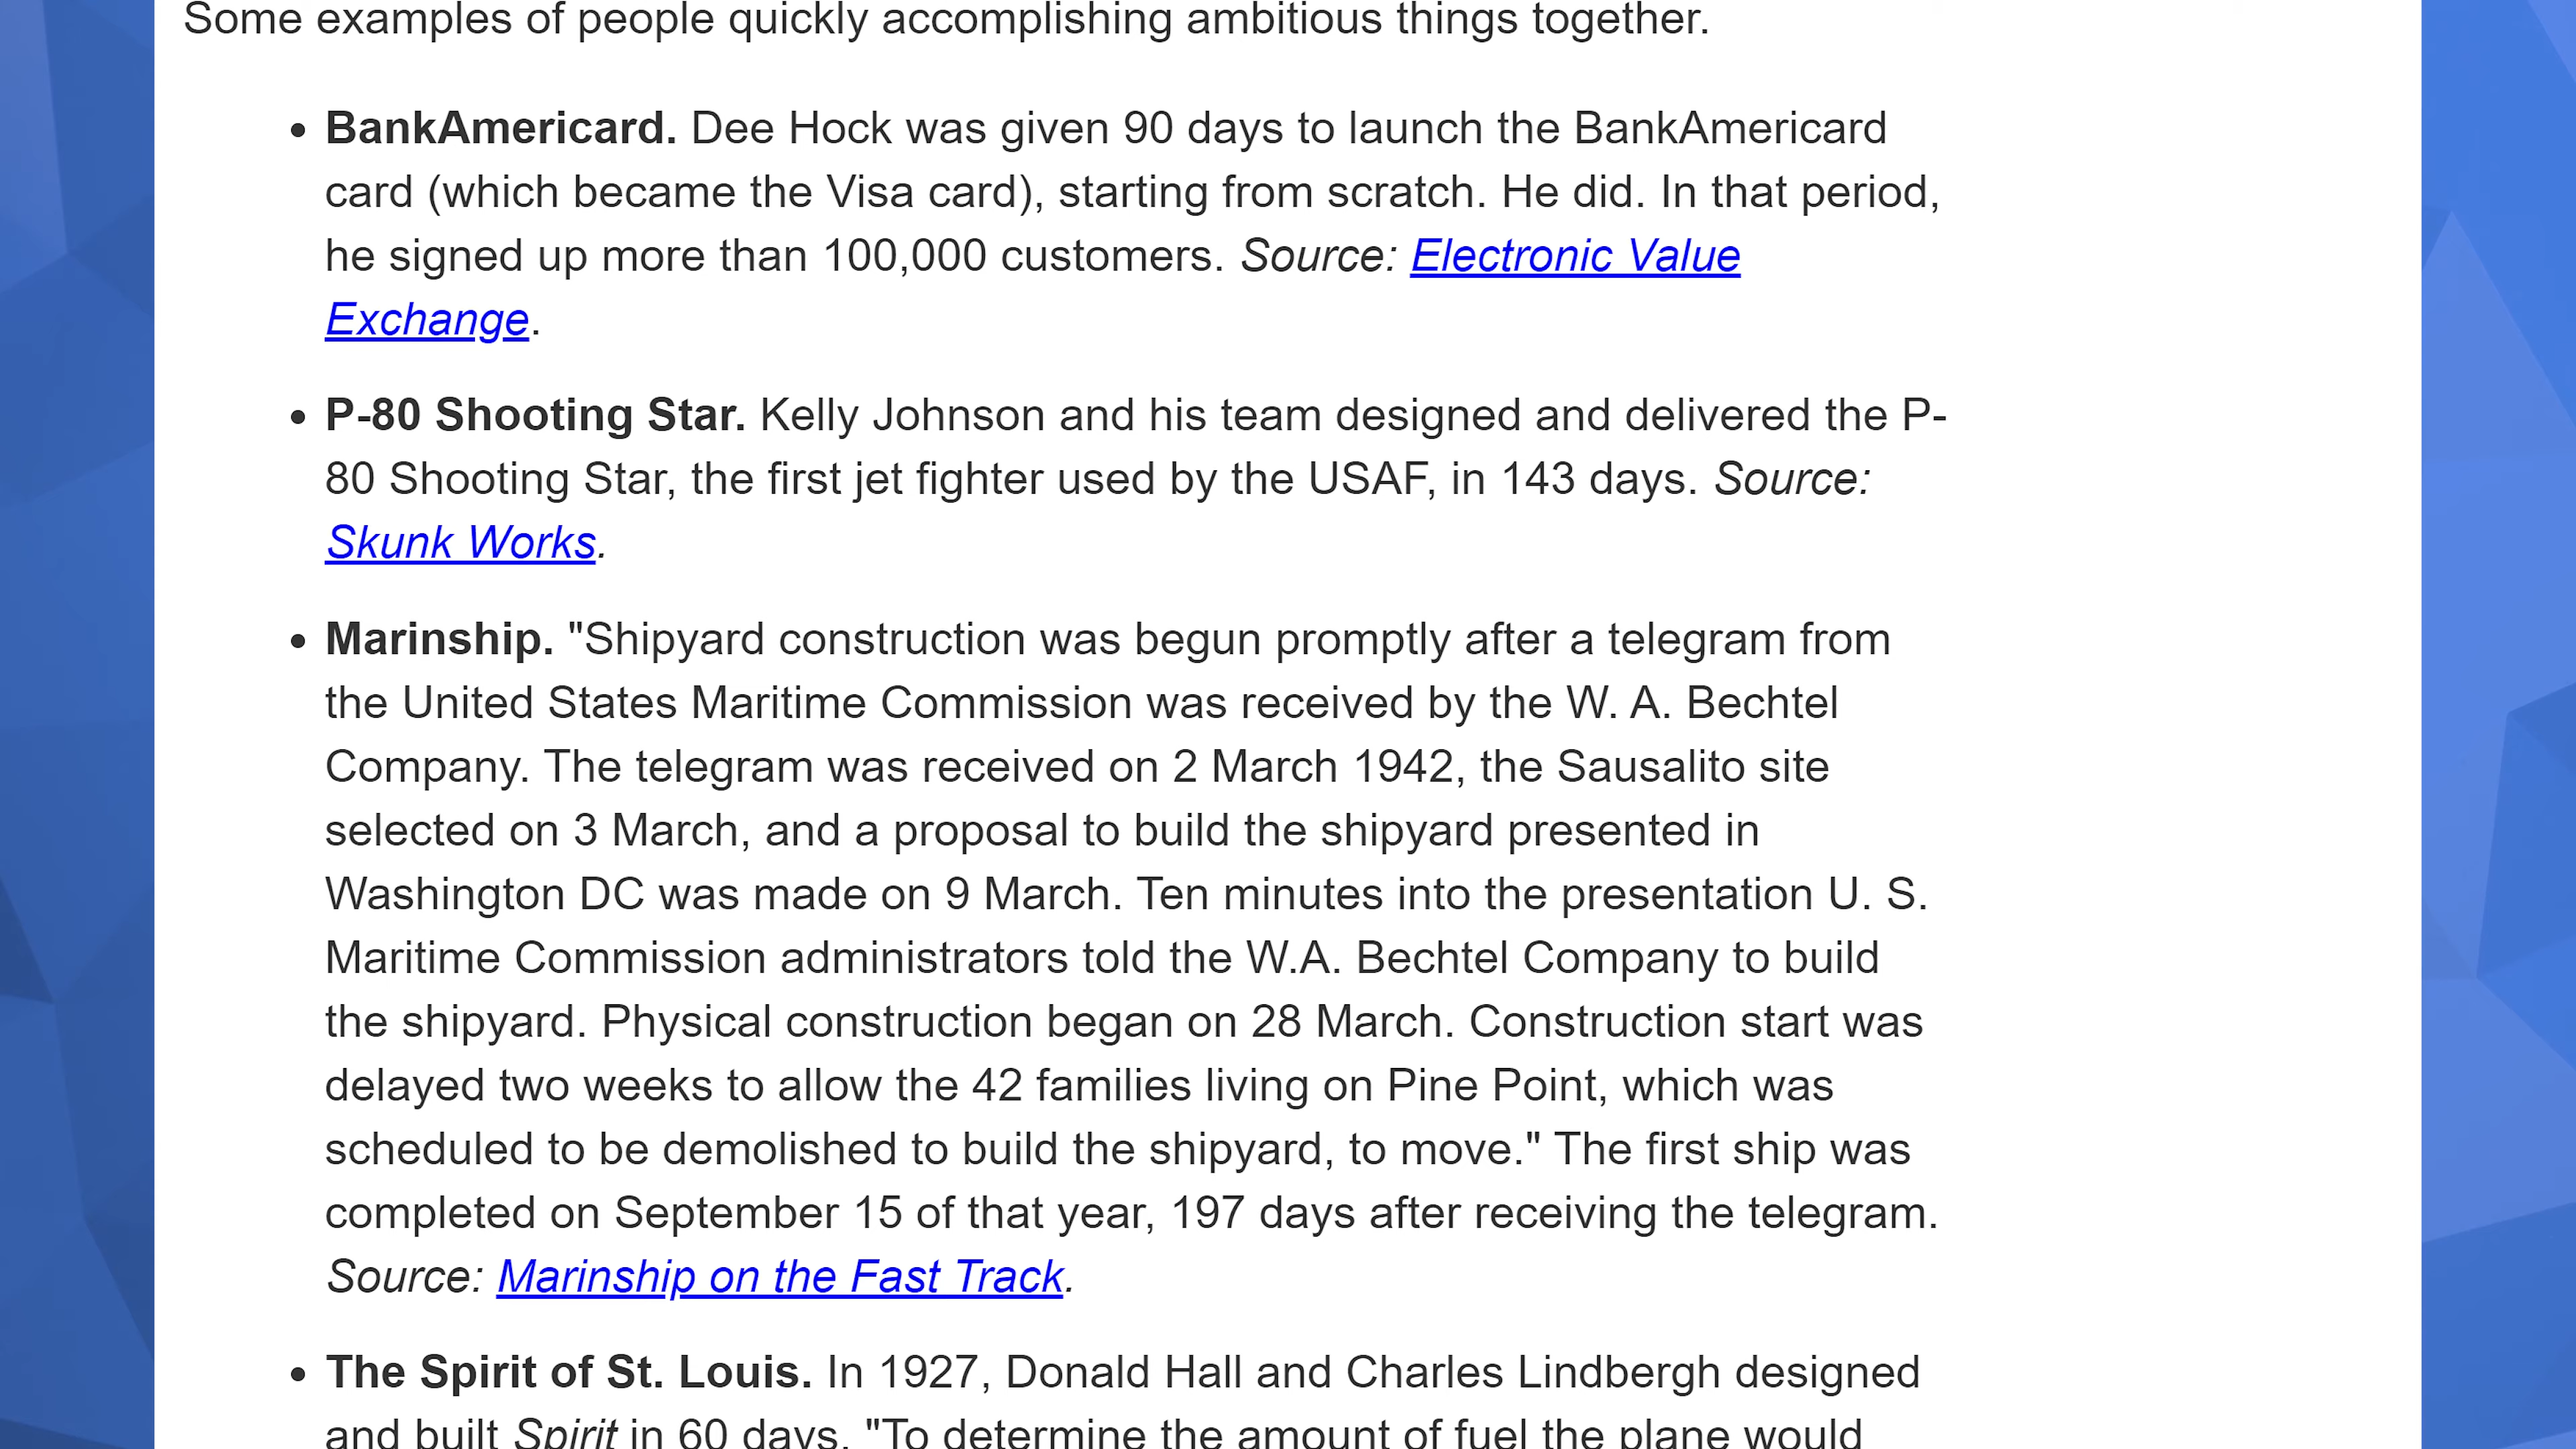 Some examples of people quickly accomplishing ambitious things together.
• BankAmericard. Dee Hock was given 90 days to launch the BankAmericard
card (which became the Visa card), starting from scratch. He did. In that period,
he signed up more than 100,000 customers. Source: Electronic Value
Exchange.
• P-80 Shooting Star. Kelly Johnson and his team designed and delivered the P-
80 Shooting Star, the first jet fighter used by the USAF, in 143 days. Source:
Skunk Works.
• Marinship. "Shipyard construction was begun promptly after a telegram from
the United States Maritime Commission was received by the W. A. Bechtel
Company. The telegram was received on 2 March 1942, the Sausalito site
selected on 3 March, and a proposal to build the shipyard presented in
Washington DC was made on 9 March. Ten minutes into the presentation U. S.
Maritime Commission administrators told the W.A. Bechtel Company to build
the shipyard. Physical construction began on 28 March. Construction start was
delayed two weeks to allow the 42 families living on Pine Point, which was
scheduled to be demolished to build the shipyard, to move." The first ship was
completed on September 15 of that year, 197 days after receiving the telegram.
Source: Marinship on the Fast Track.
• The Spirit of St. Louis. In 1927, Donald Hall and Charles Lindbergh designed
and built Spirit in 60 days. "To determine the amount of fuel the plane would